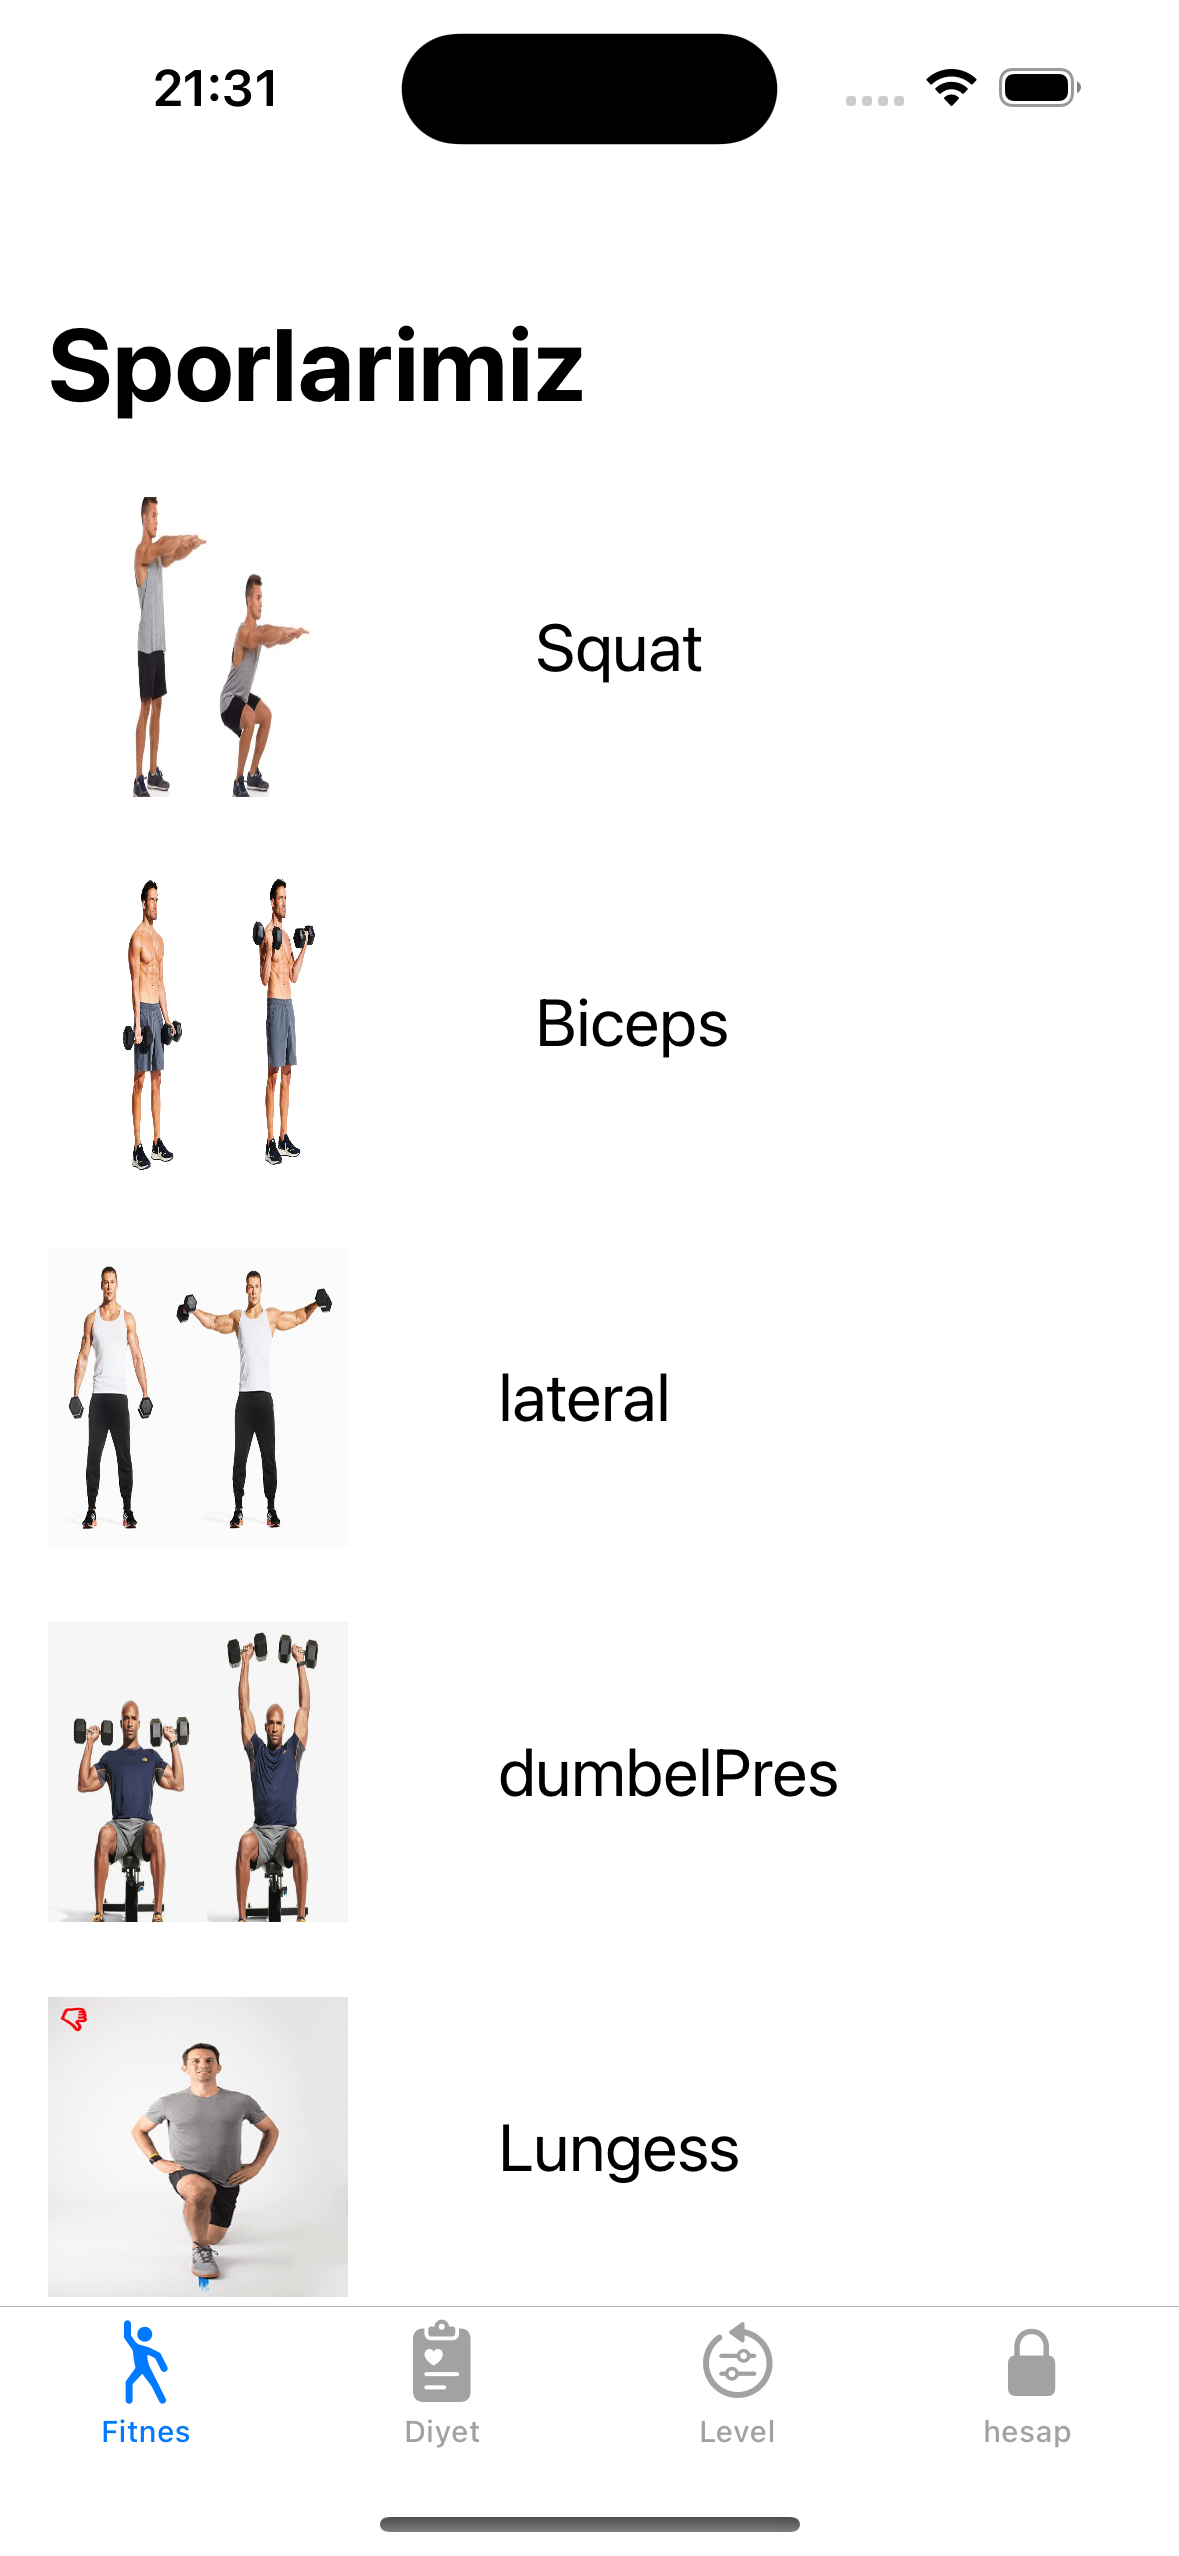 21:31
Sporlarimiz
Squat
Biceps
lateral
dumbelPres
Lungess
Fitnes
Diyet
Level
hesap